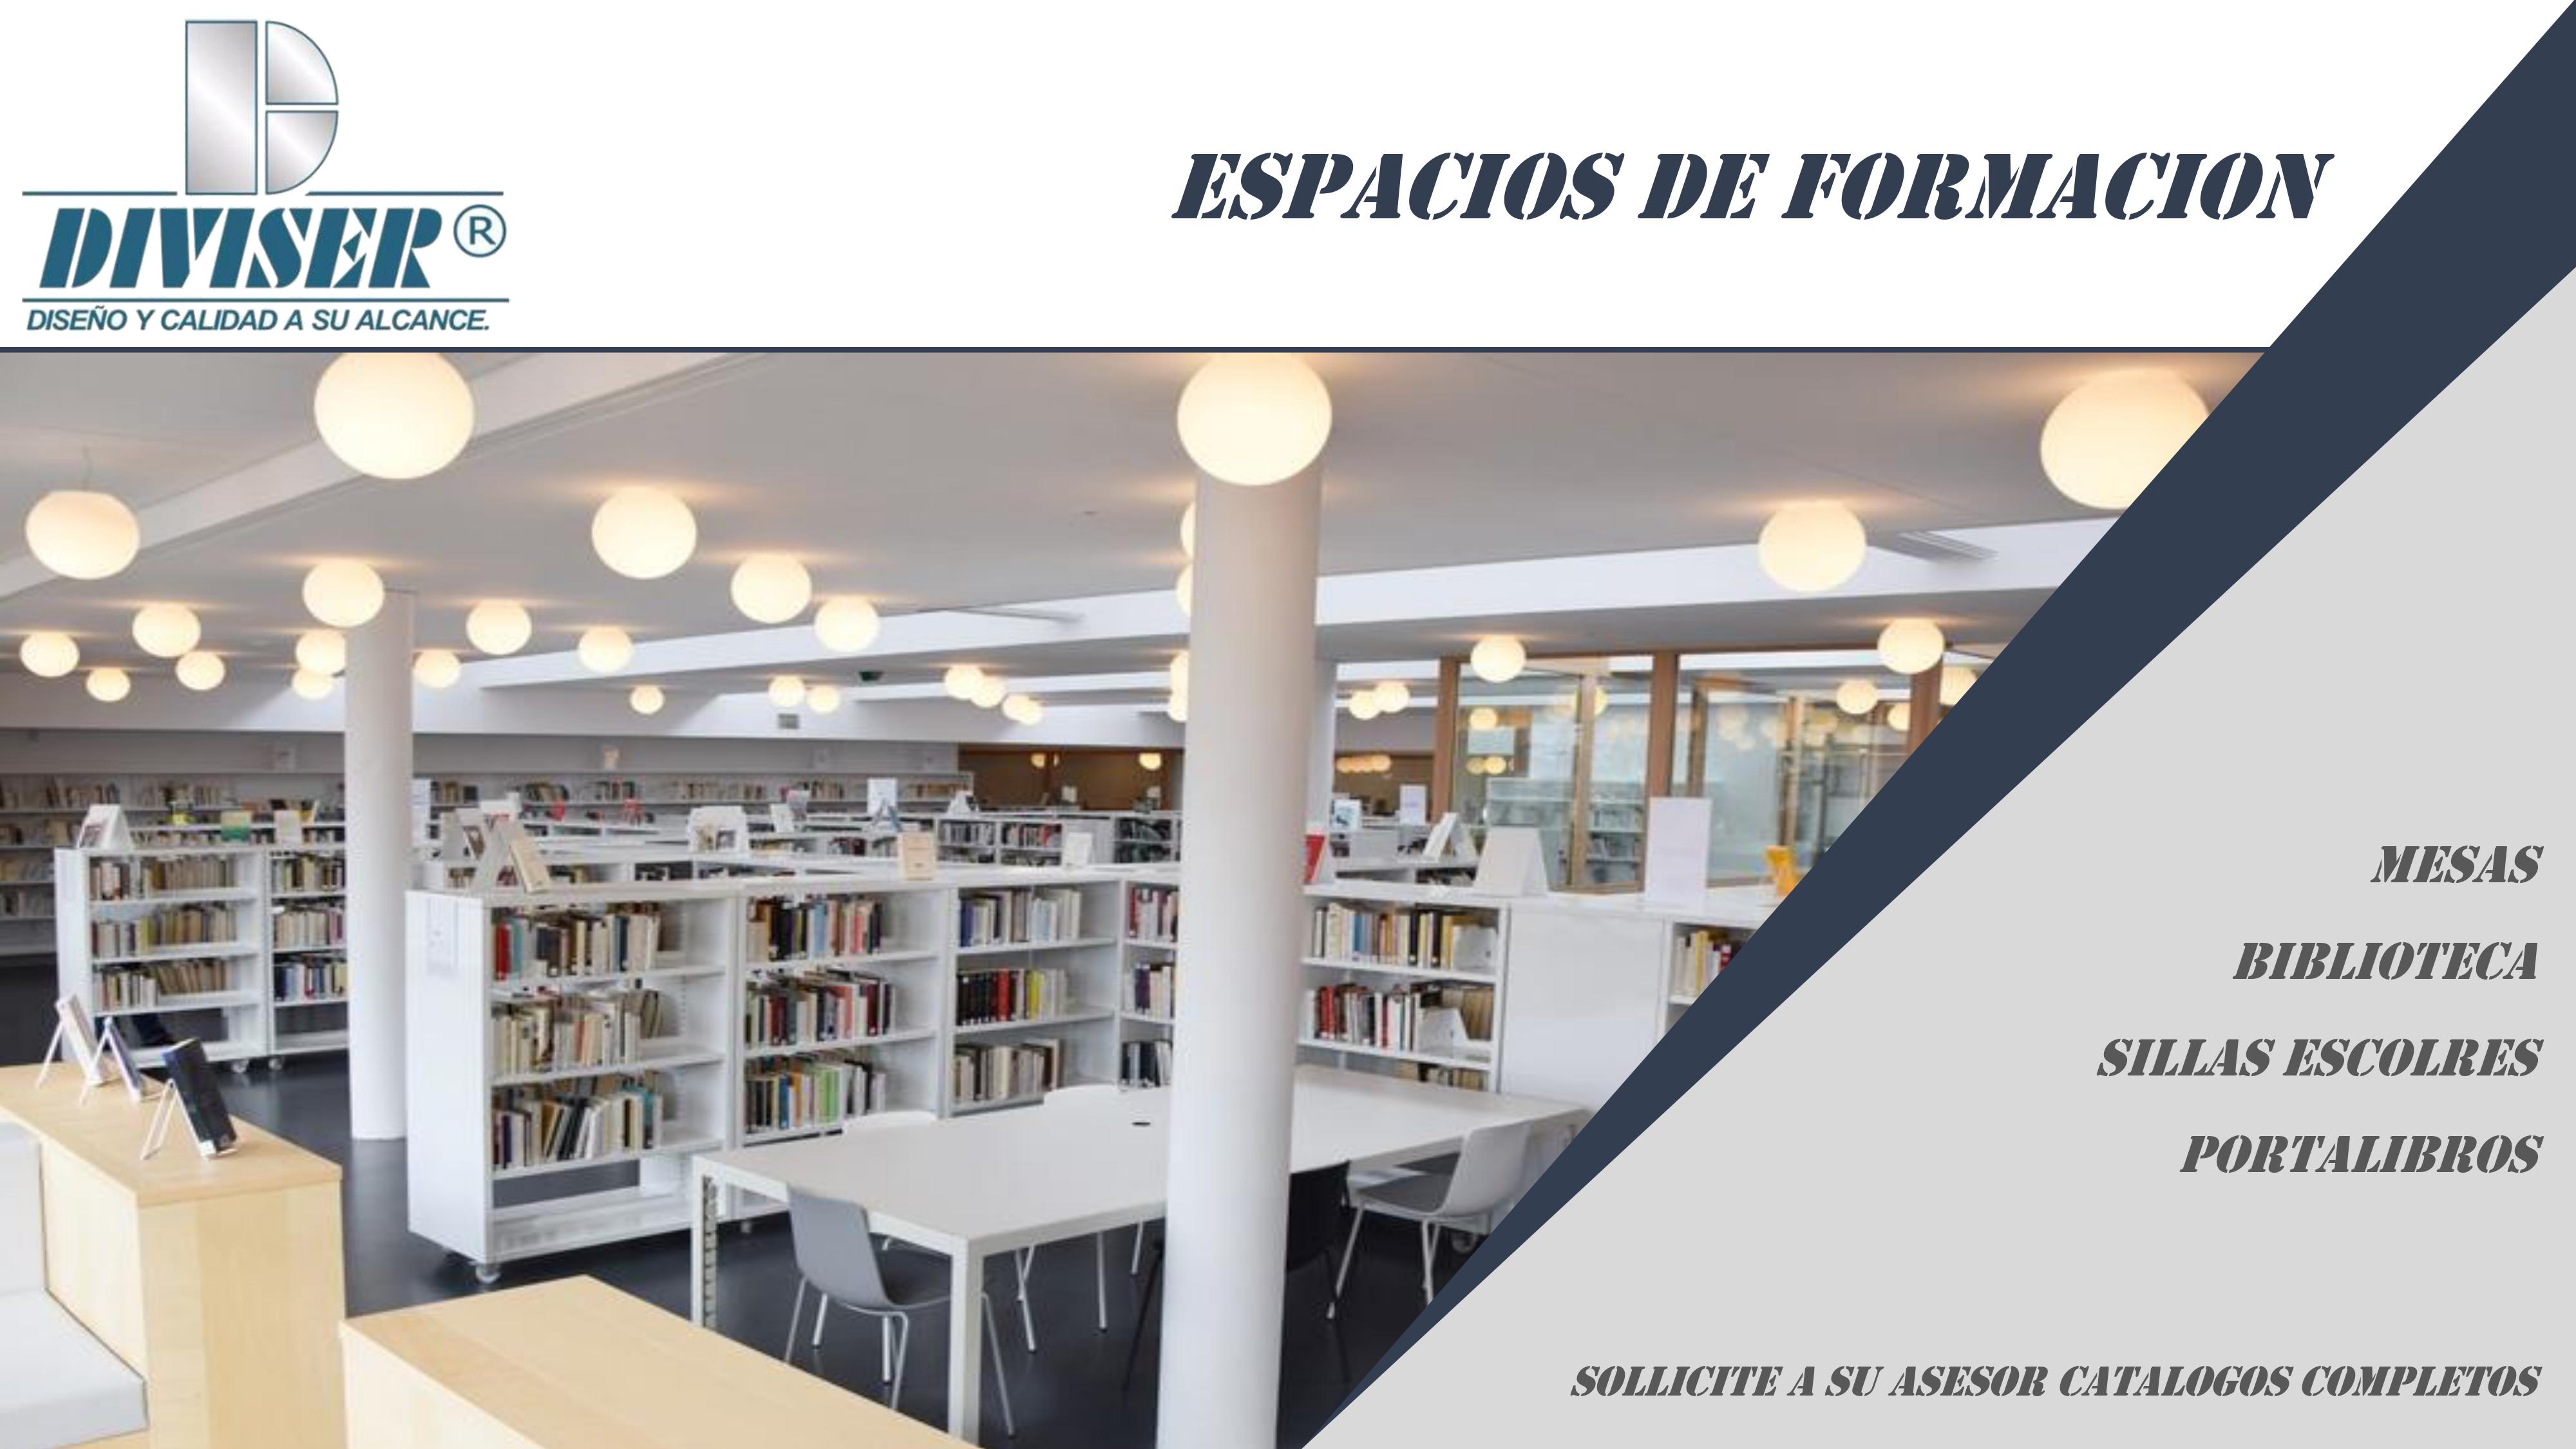 DIVISER®
DISEÑO Y CALIDAD A SU ALCANCE.
ESPACIOS DE FORMACION
MESAS
BIBLIOTECA
SILLAS ESCOLRES
PORTALIBROS
SOLLICITE A SU ASESOR CATALOGOS COMPLETOS